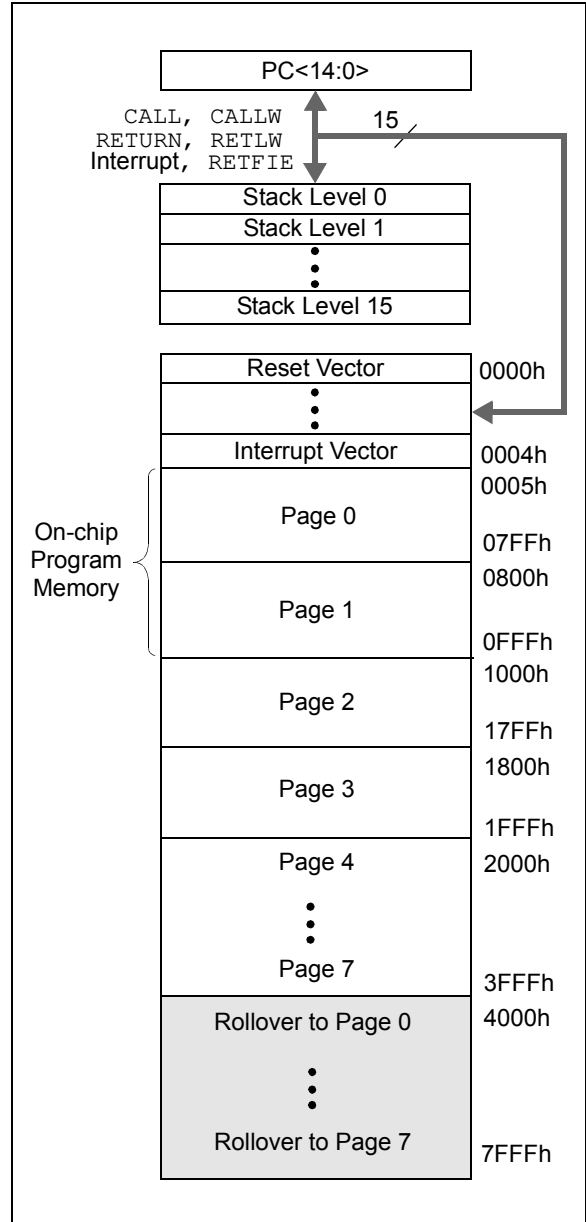 PC<14:0>
CALL, CALLW
15
RETURN, RETLW
Interrupt, RETFIE
Stack Level 0
Stack Level 1
Stack Level 15
Reset Vector
0000h
Interrupt Vector
0004h
0005h
On-chip
Program
Memory
Page 0
07FFh
0800h
Page 1
0FFFh
1000h
Page 2
17FFh
1800h
Page 3
1FFFh
Page 4
2000h
Page 7
3FFFh
Rollover to Page 0
4000h
Rollover to Page 7
7FFFh